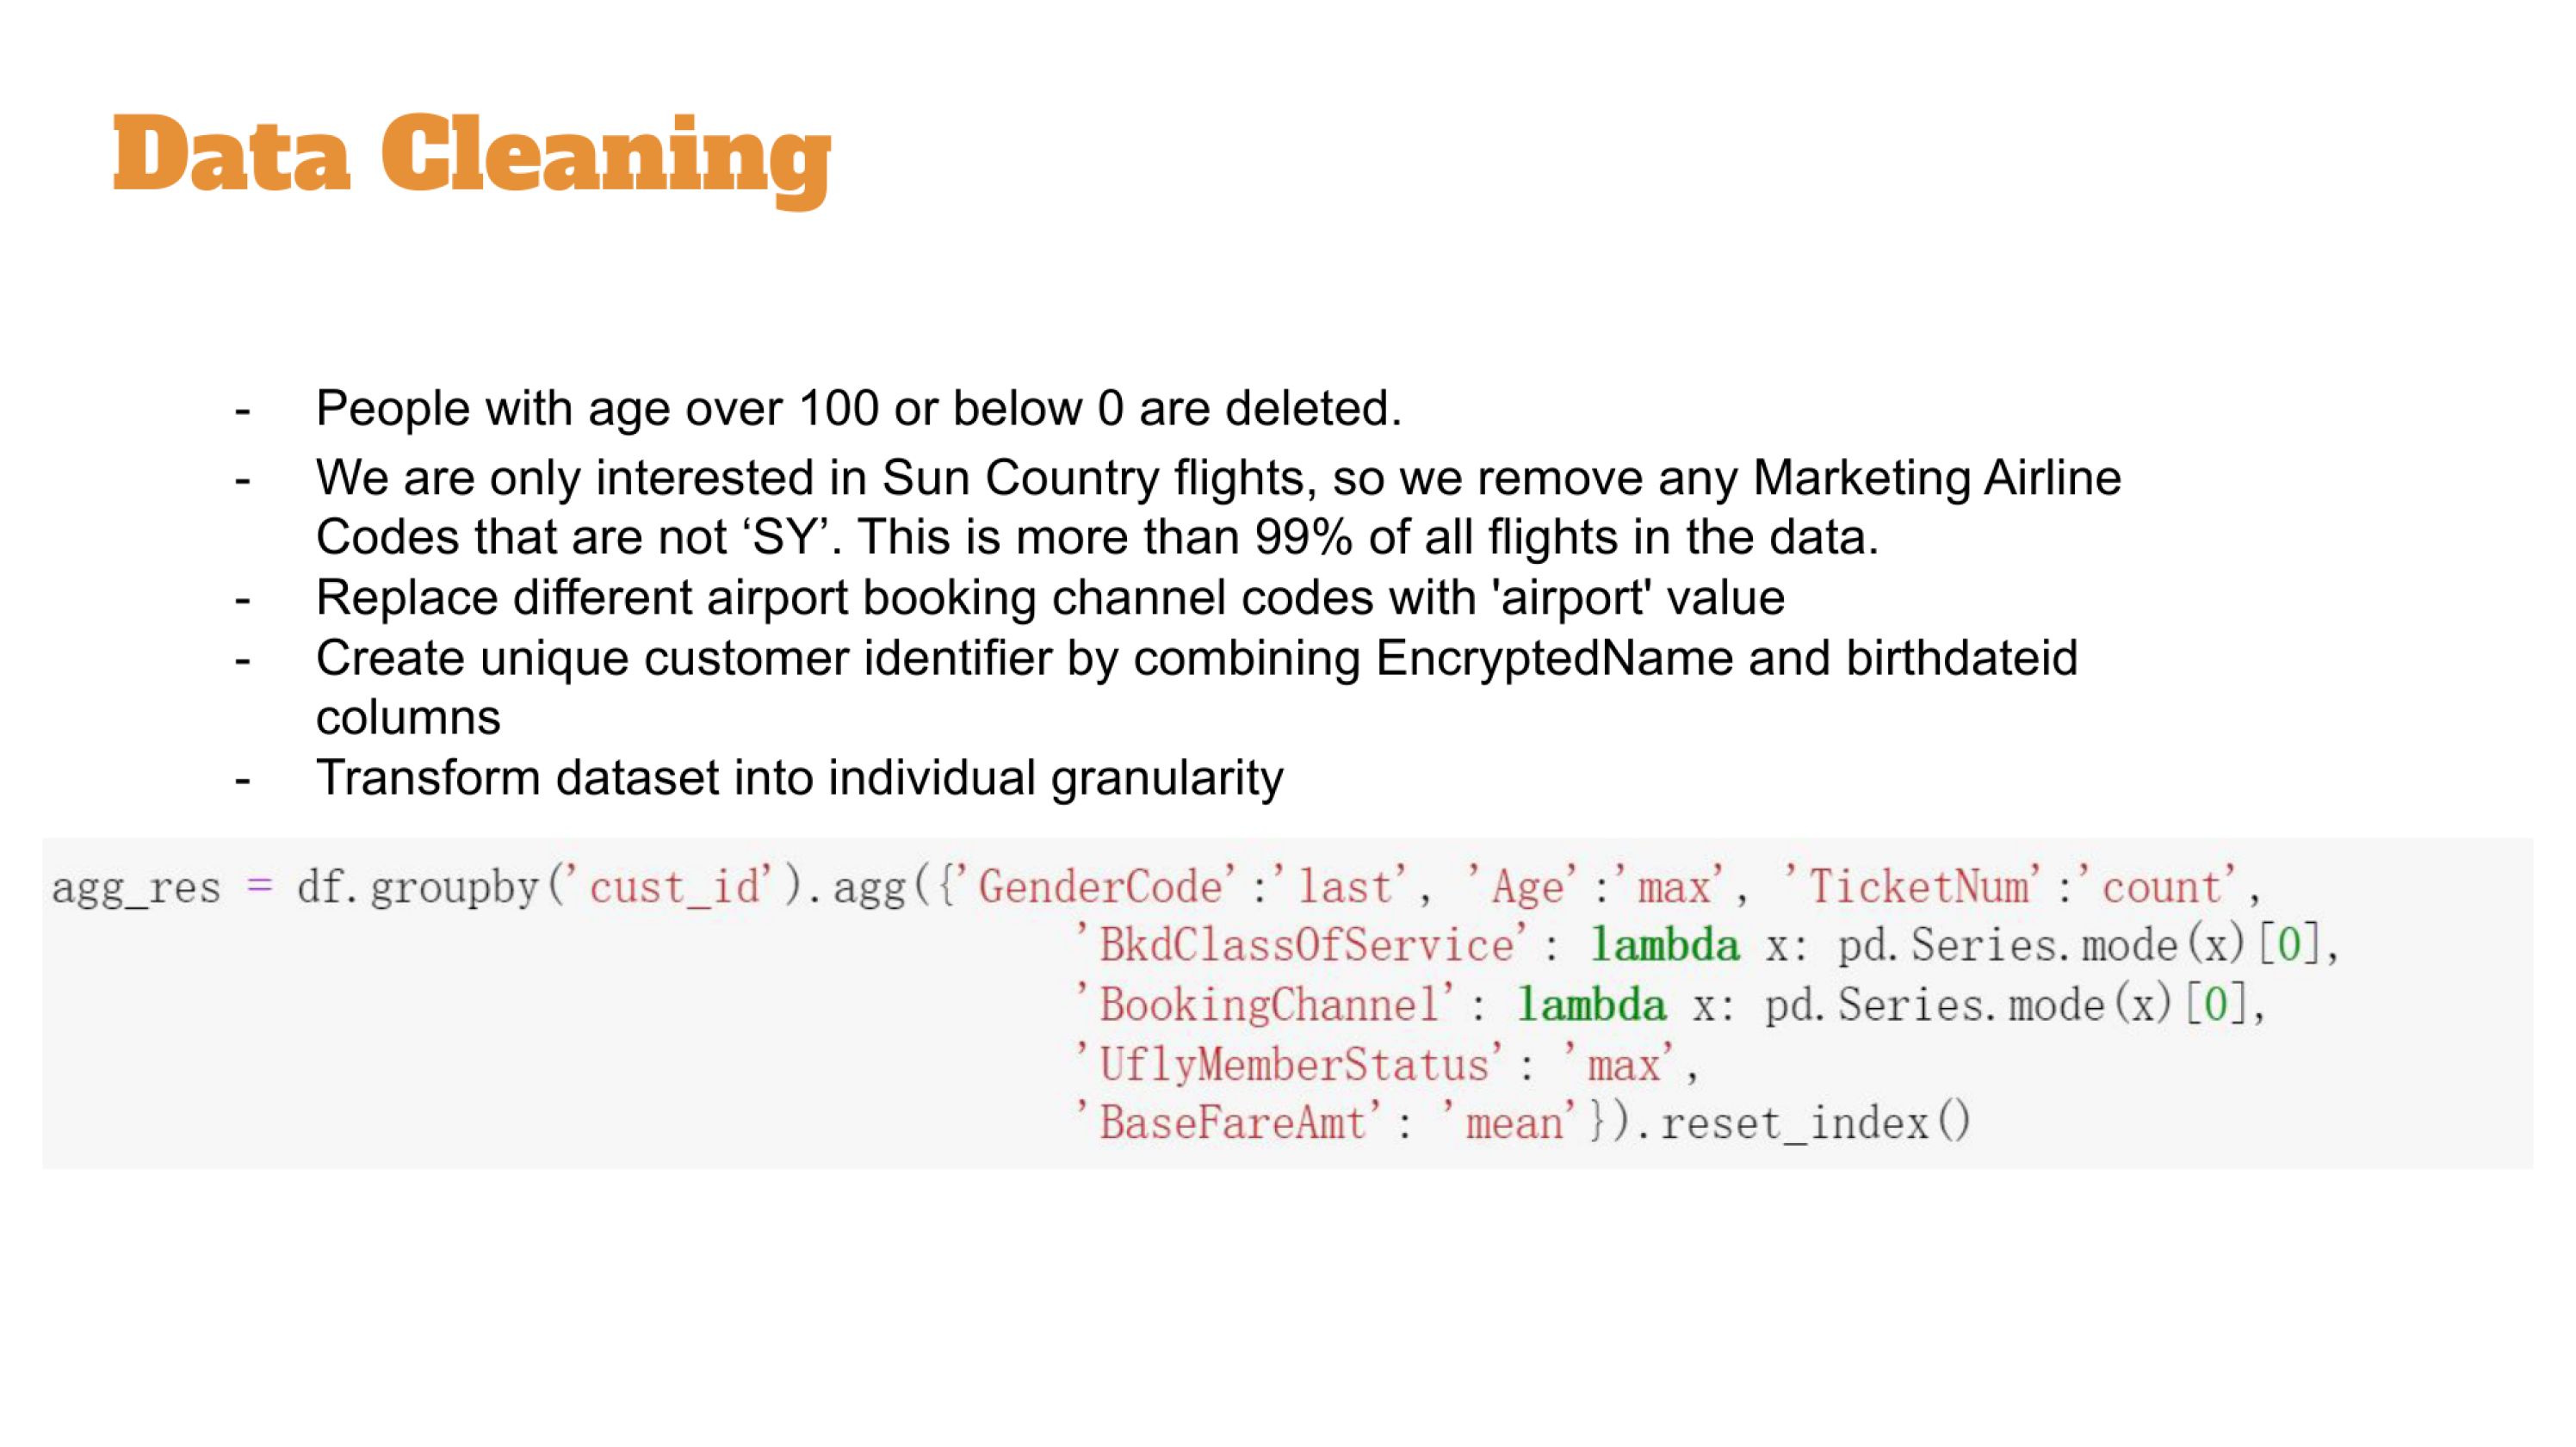 Data Cleaning
- People with age over 100 or below 0 are deleted.
- We are only interested in Sun Country flights, so we remove any Marketing Airline
Codes that are not ‘SY’. This is more than 99% of all flights in the data.
- Replace different airport booking channel codes with 'airport' value
- Create unique customer identifier by combining EncryptedName and birthdateid
columns
- Transform dataset into individual granularity
agg_res = df.groupby('cust_id').agg({'GenderCode':'last', 'Age':'max', 'TicketNum':'count',
'BkdClassOfService': lambda x: pd.Series.mode(x)[0],
'BookingChannel': lambda x: pd.Series.mode(x)[0],
'UflyMemberStatus': 'max',
'BaseFareAmt': 'mean'}).reset_index()